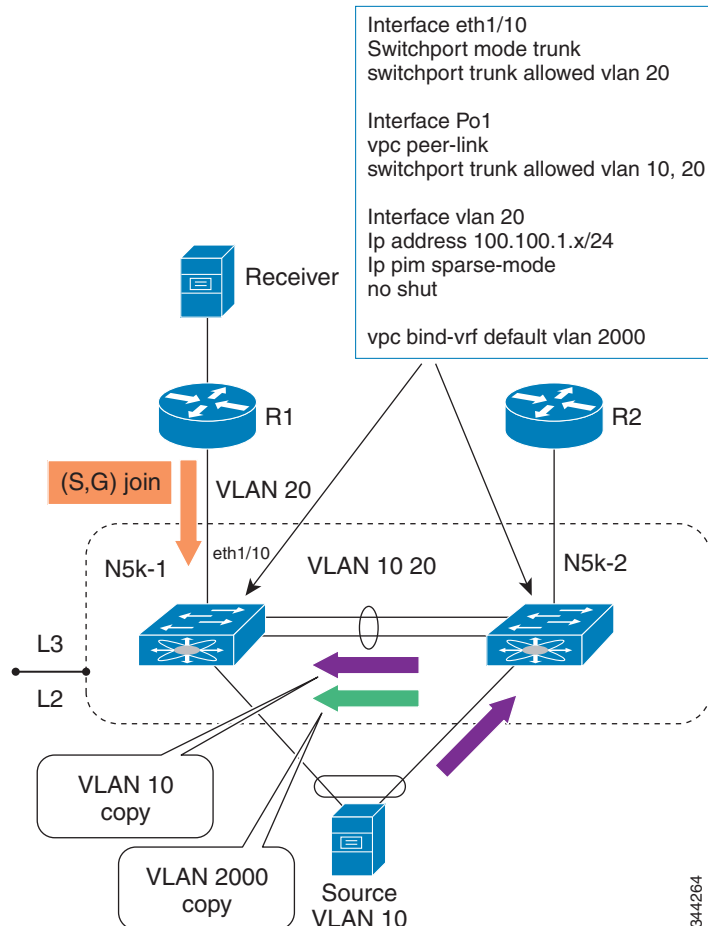 Interface eth1/10
Switchport mode trunk
switchport trunk allowed vlan 20
Interface Po1
vpc peer-link
switchport trunk allowed vlan 10, 20
Interface vlan 20
Ip address 100.100.1.x/24
Ip pim sparse-mode
no shut
vpc bind-vrf default vlan 2000
Receiver
R1
R2
(S,G) join
VLAN 20
eth1/10
N5k-1
VLAN 10 20
N5k-2
L3
L2
VLAN 10
copy
VLAN 2000
copy
Source
VLAN 10
344264